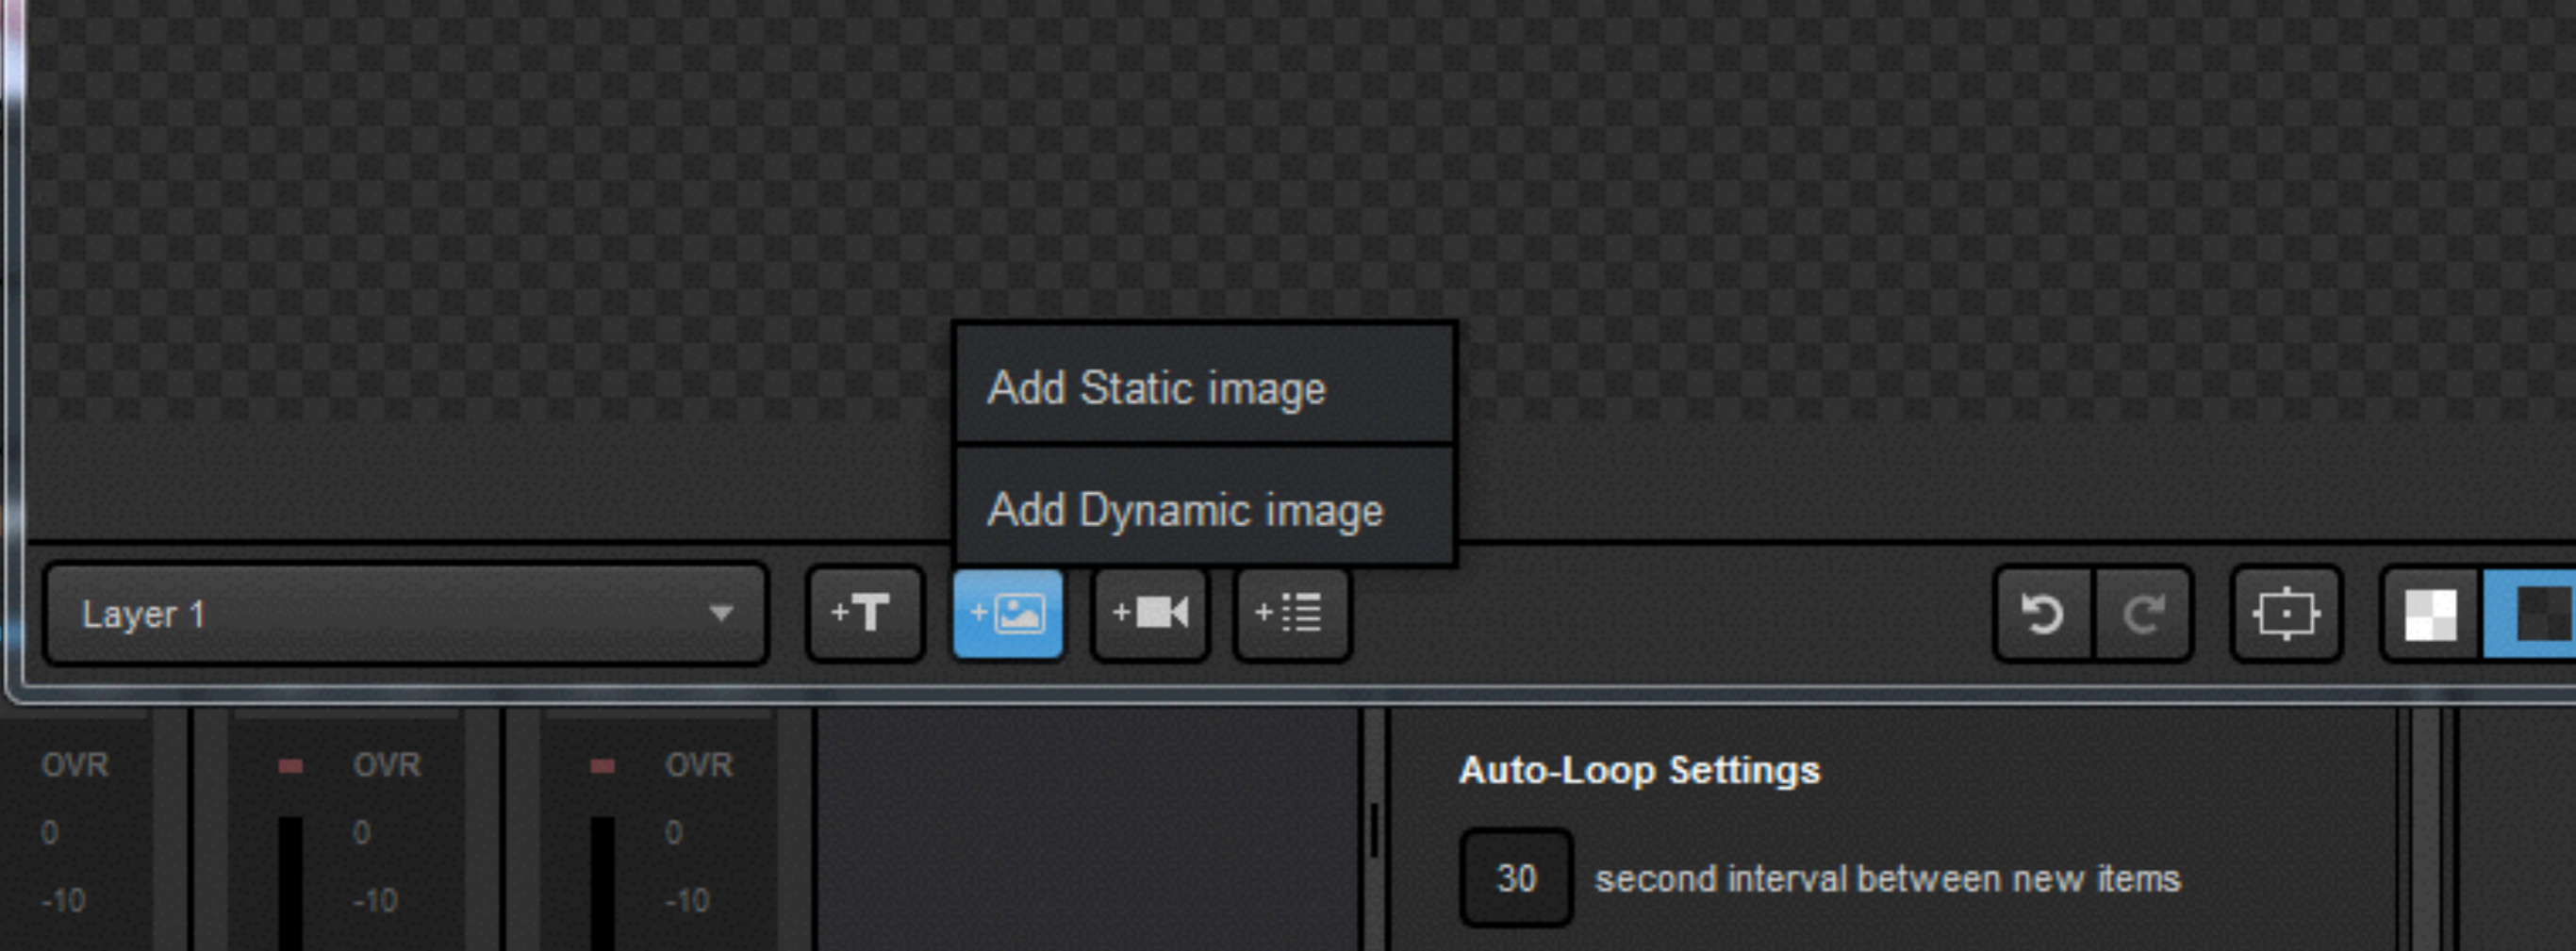 Add Static image
Add Dynamic image
Layer 1
+T
+
+
+
OVR OVR OVR
0 0 0
-10 -10 -10
Auto-Loop Settings
30 second interval between new items